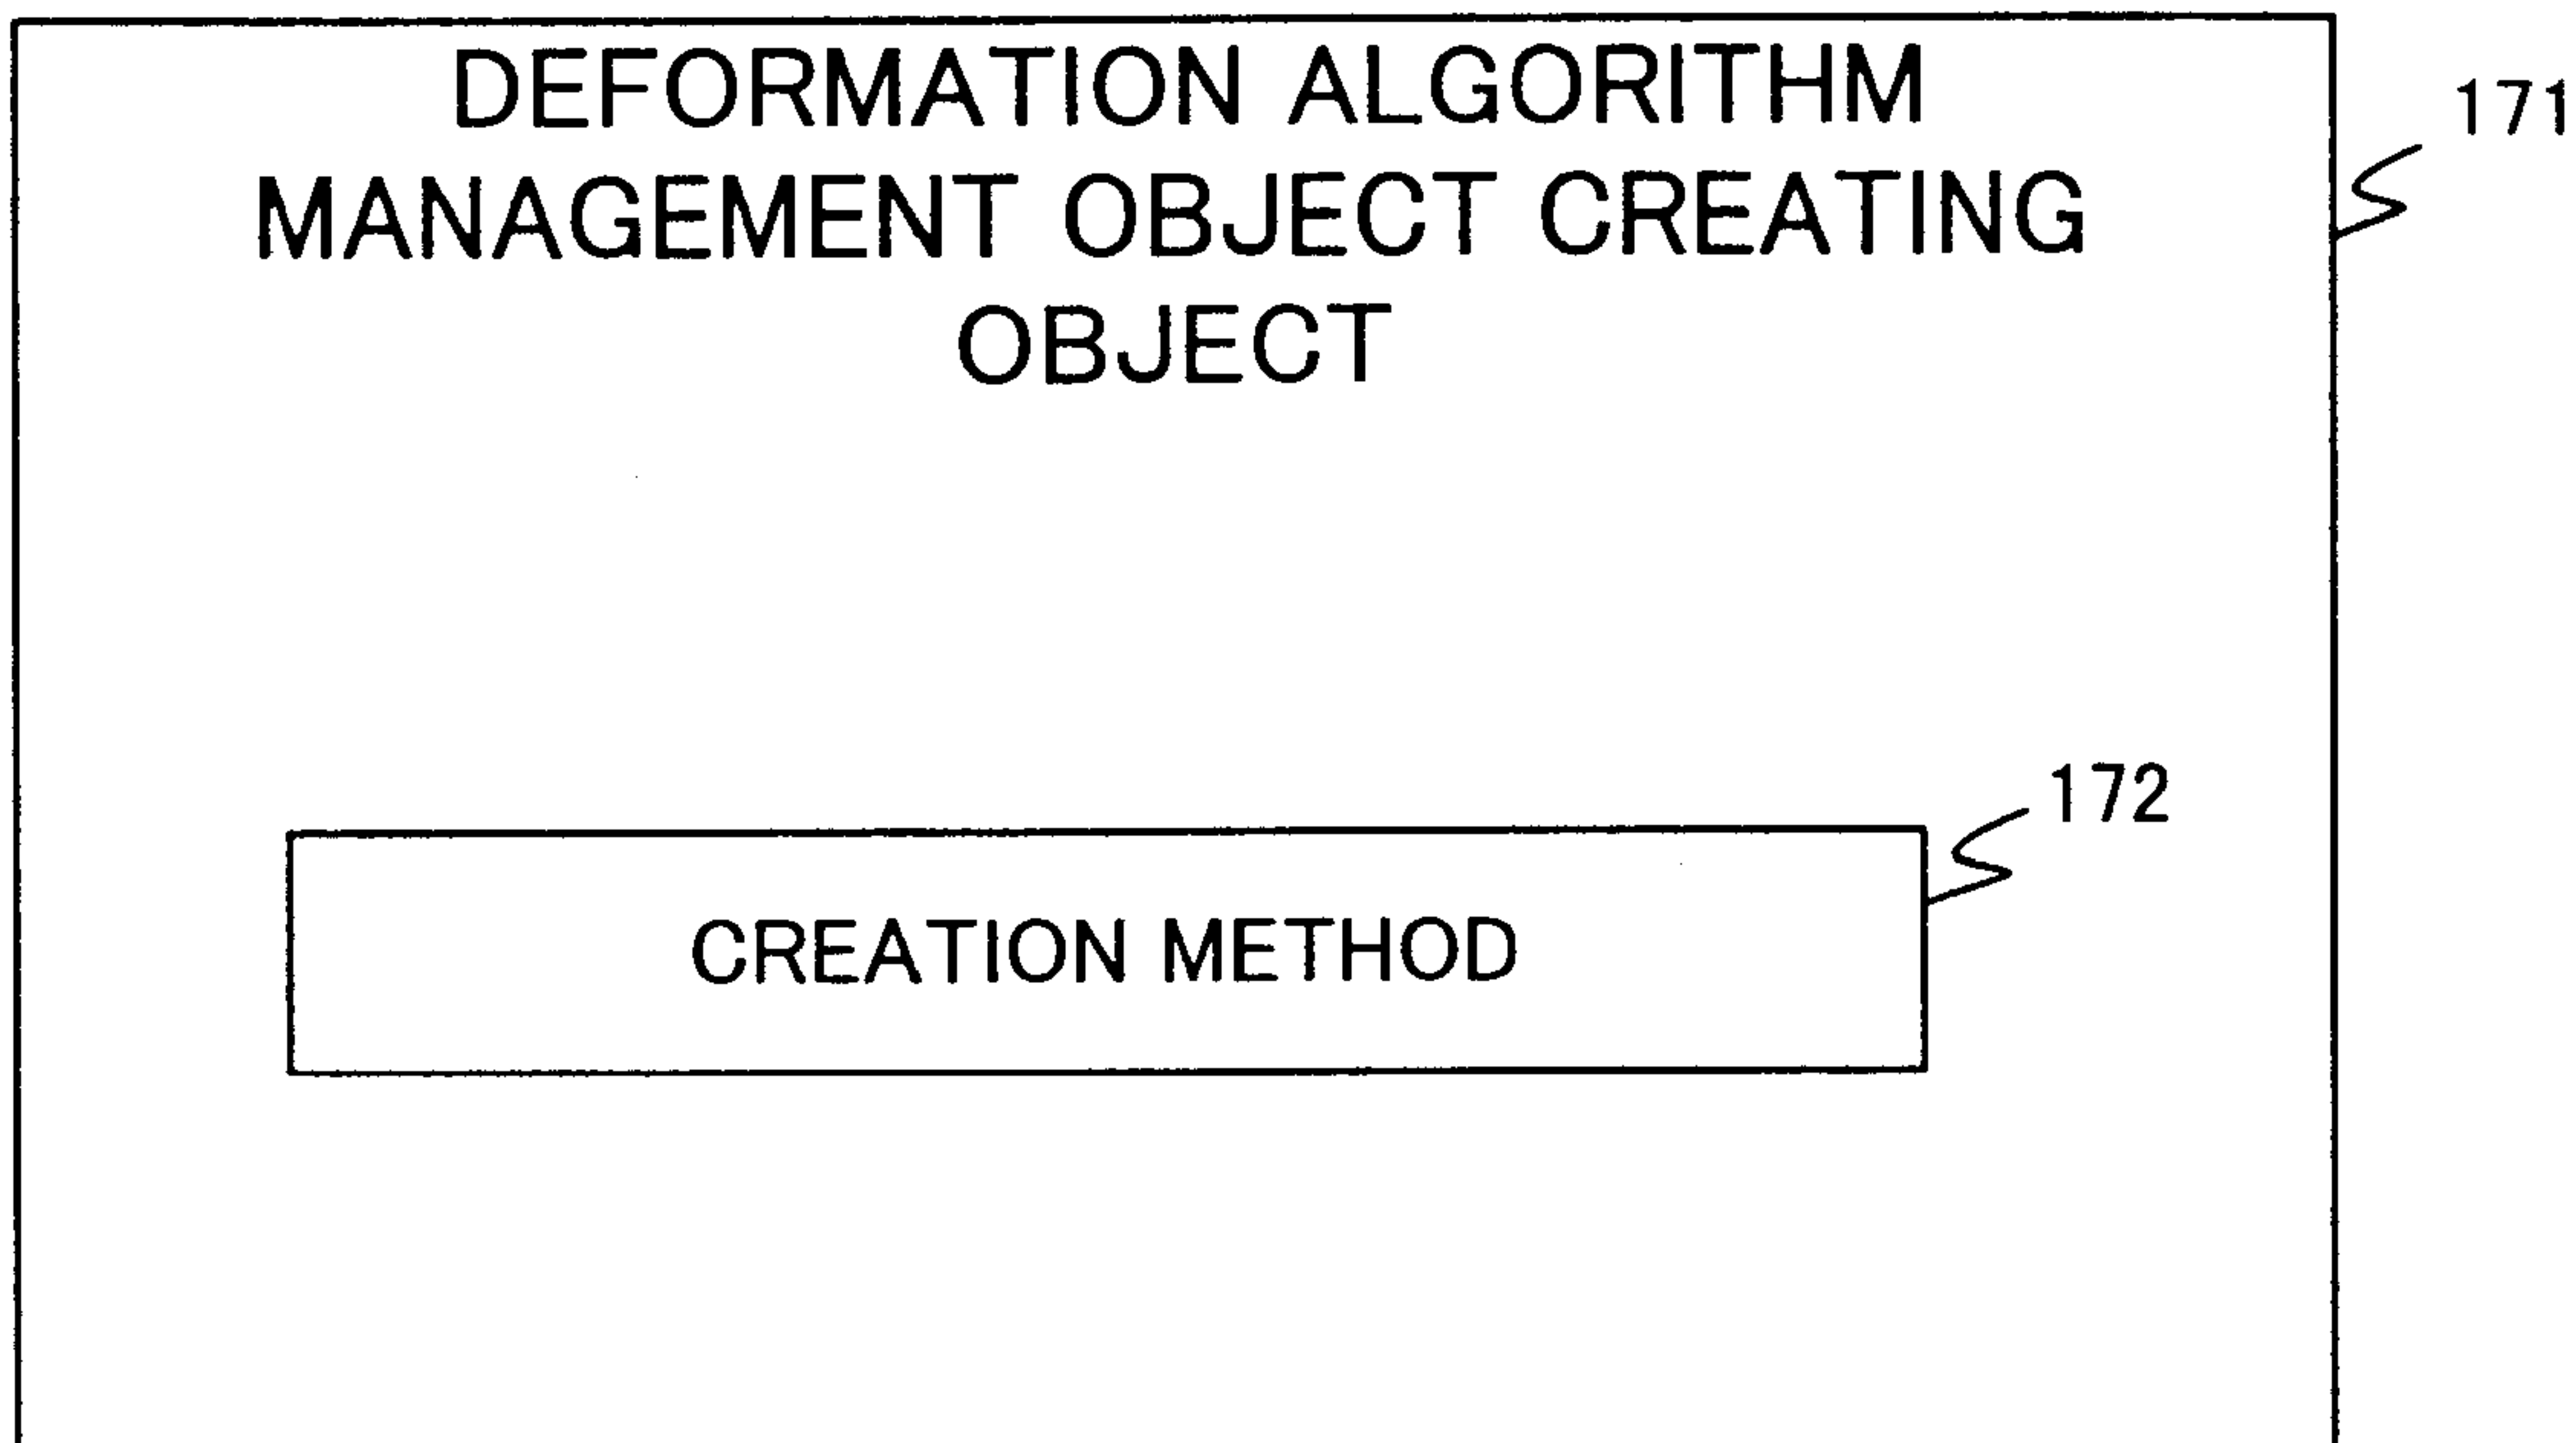 DEFORMATION ALGORITHM
MANAGEMENT OBJECT CREATING
OBJECT
171
172
CREATION METHOD